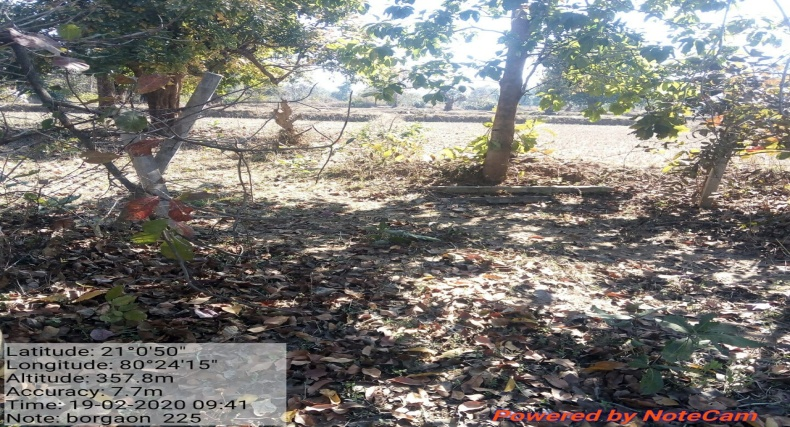 Latitude: 21°0'50"
Longitude: 80°24'15"
Altitude: 357.8m
Accuracy: 7.7m
Time: 19-02-2020 09:41
Note: borgaon 225
Powered by NoteCam